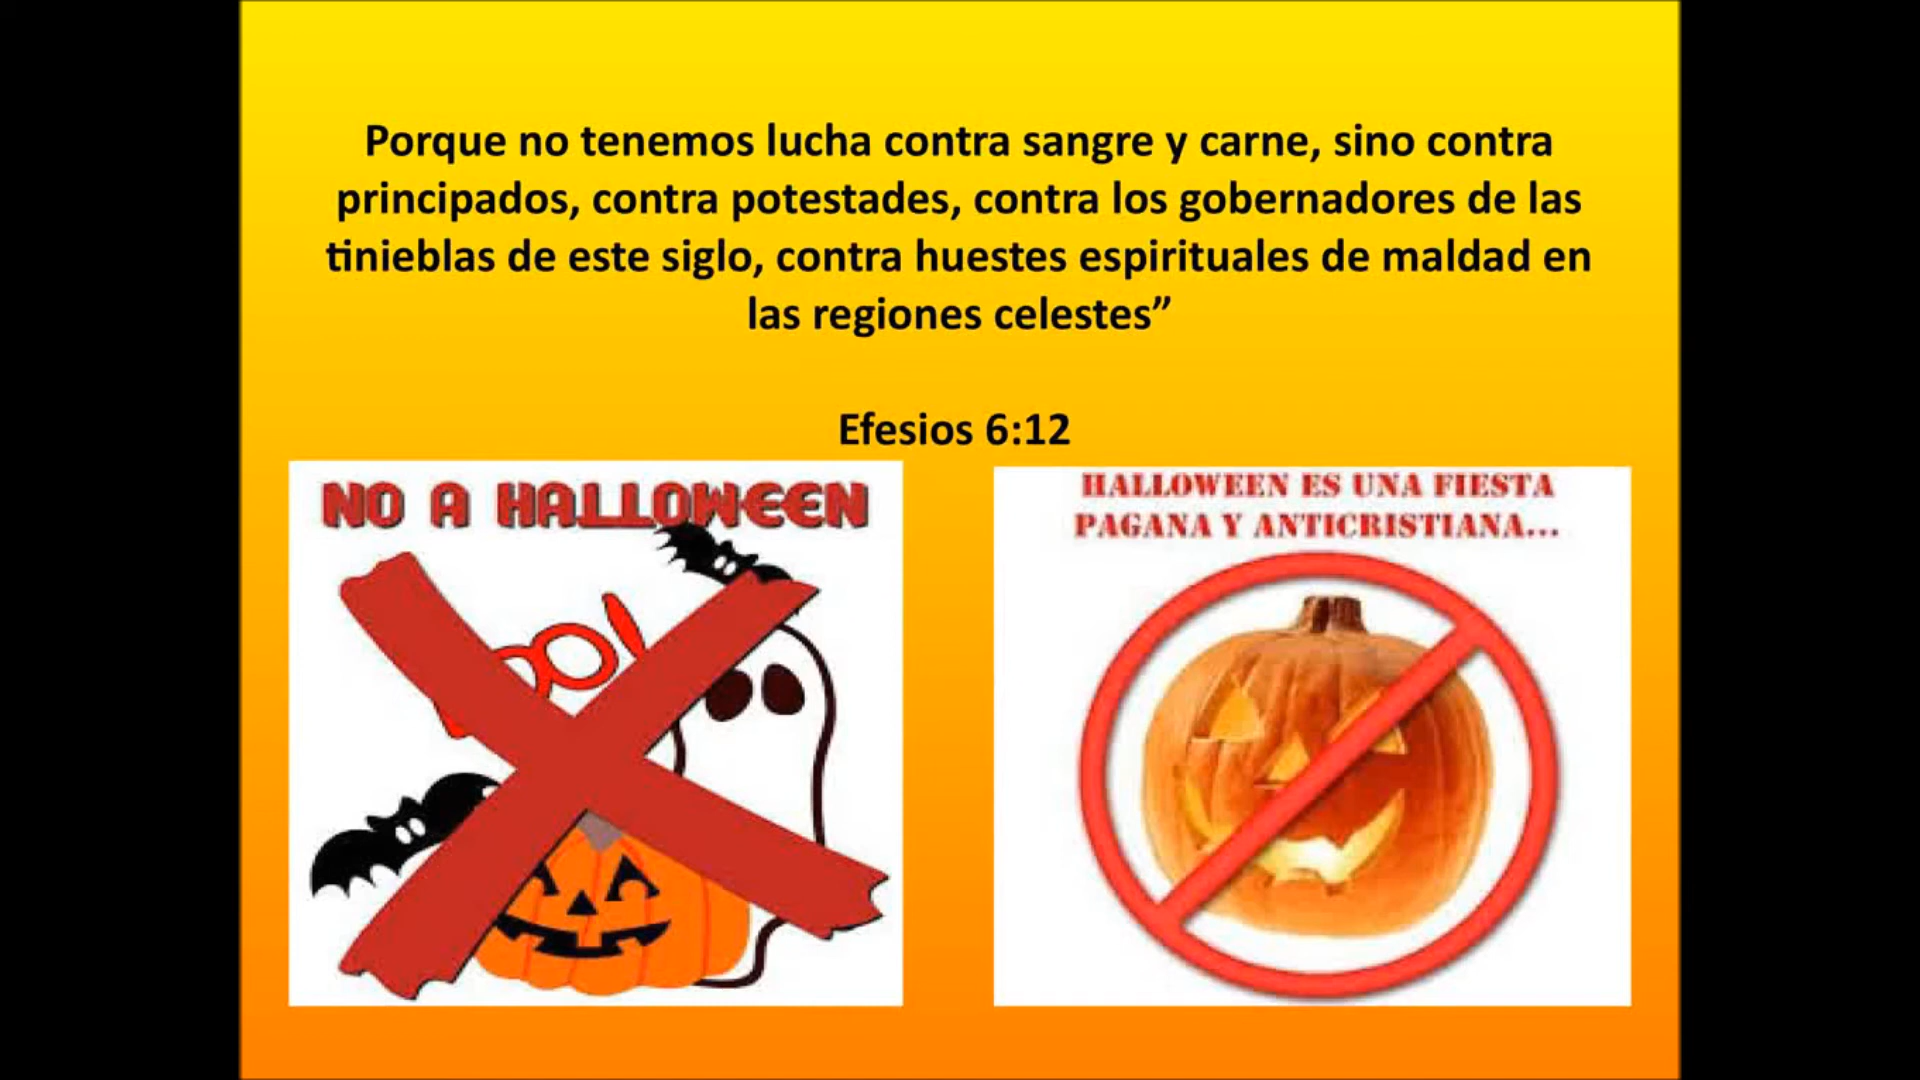 Porque no tenemos lucha contra sangre y carne, sino contra
principados, contra potestades, contra los gobernadores de las
tinieblas de este siglo, contra huestes espirituales de maldad en
las regiones celestes”
Efesios 6:12
NO A HALLOWEEN
HALLOWEEN ES UNA FIESTA
PAGANA Y ANTICRISTIANA...